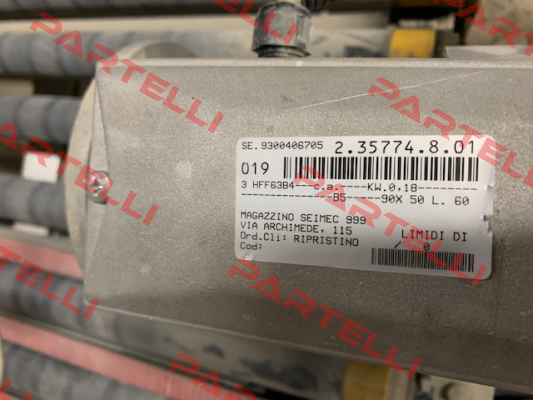 SE.9300406705 2.35774.8.01
019
3 HFF63B4---c.a.-----KW.0,18--------
---------------B5------90X 50 L. 60
MAGAZZINO SEIMEC 999
VIA ARCHIMEDE, 115 LIMIDI DI
Ord.Cli: RIPRISTINO / 0
Cod:
PARTELLI
PARTELLI
PARTELLI
PARTELLI
PARTELLI
PARTELLI
PARTELLI